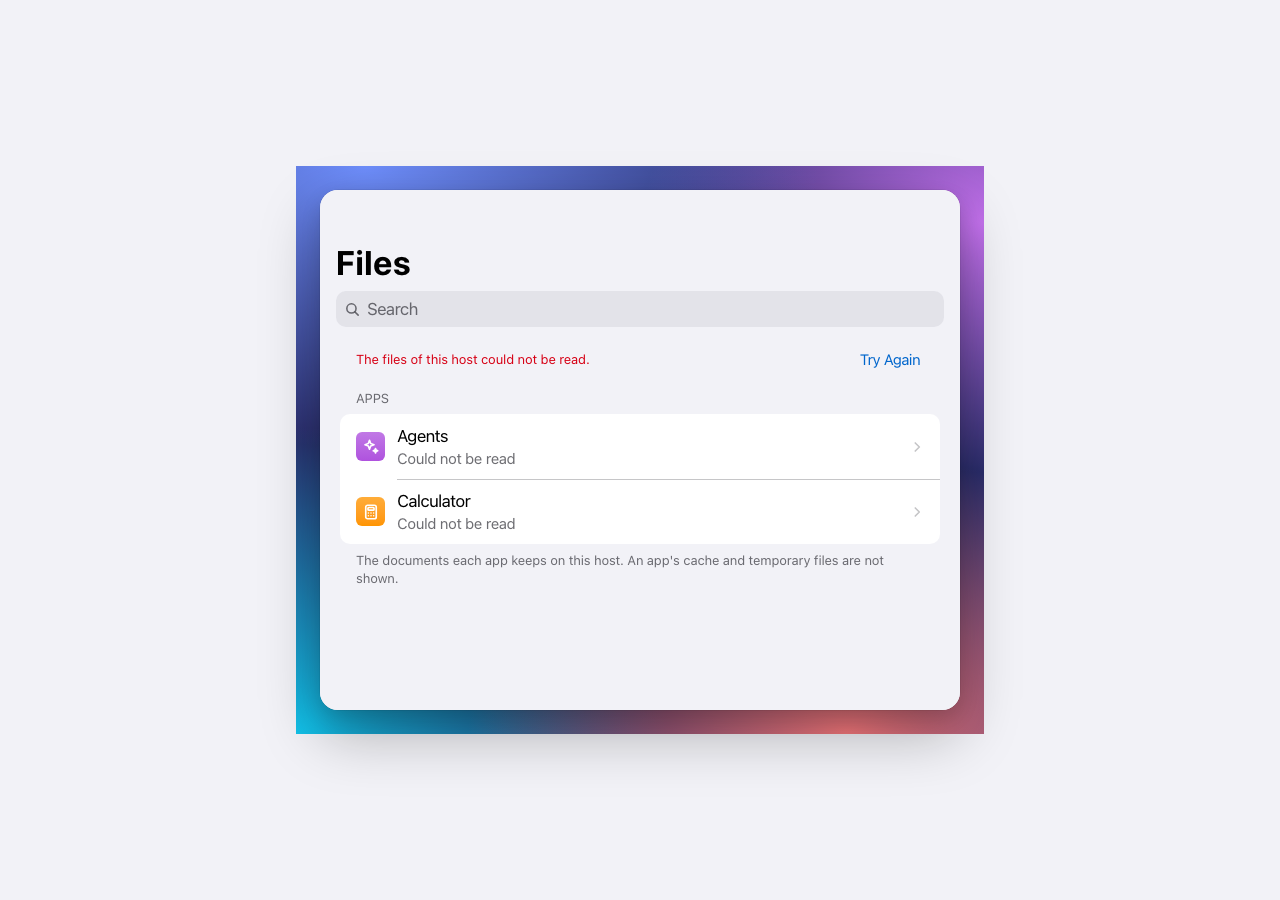 Files
Search
The files of this host could not be read.
Try Again
APPS
Agents
Could not be read
Calculator
Could not be read
The documents each app keeps on this host. An app's cache and temporary files are not
shown.